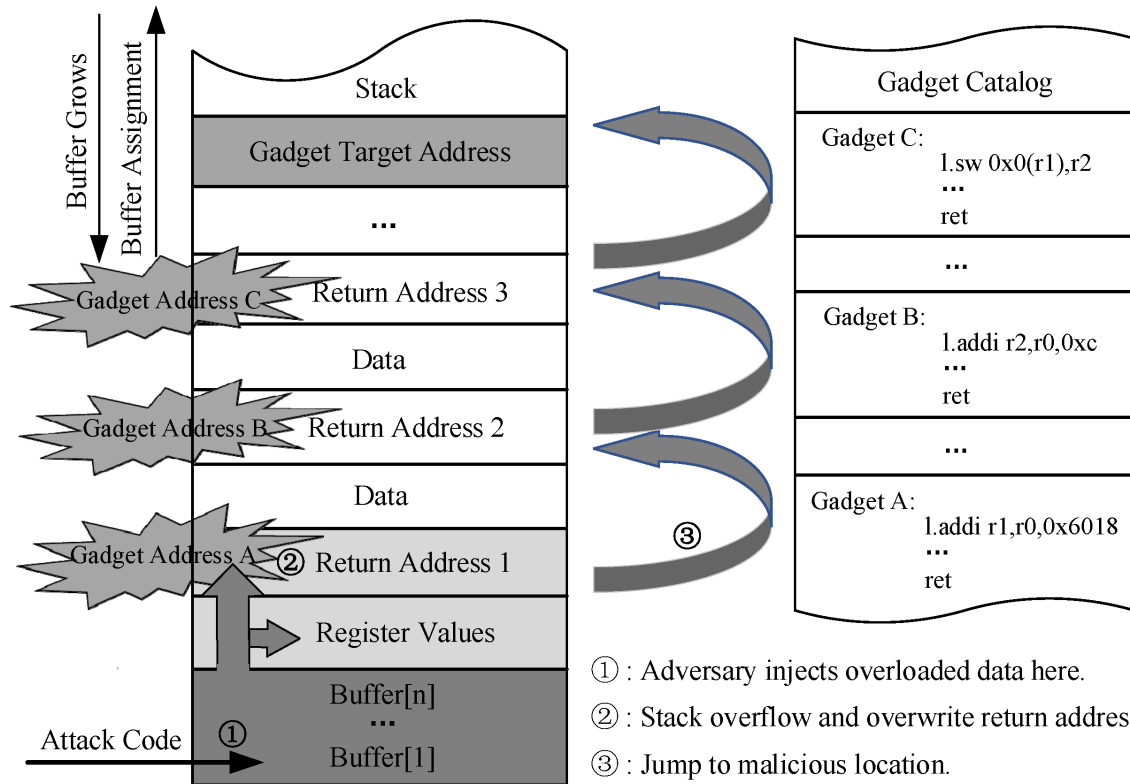 Buffer Grows
Buffer Assignment
Stack
Gadget Target Address
...
Gadget Address C
Return Address 3
Data
Gadget Address B
Return Address 2
Data
Gadget Address A
② Return Address 1
Register Values
Buffer[n]
...
Attack Code
①
Buffer[1]
③
Gadget Catalog
Gadget C:
l.sw 0x0(r1),r2
...
ret
...
Gadget B:
l.addi r2,r0,0xc
...
ret
...
Gadget A:
l.addi r1,r0,0x6018
...
ret
① : Adversary injects overloaded data here.
② : Stack overflow and overwrite return addres
③ : Jump to malicious location.